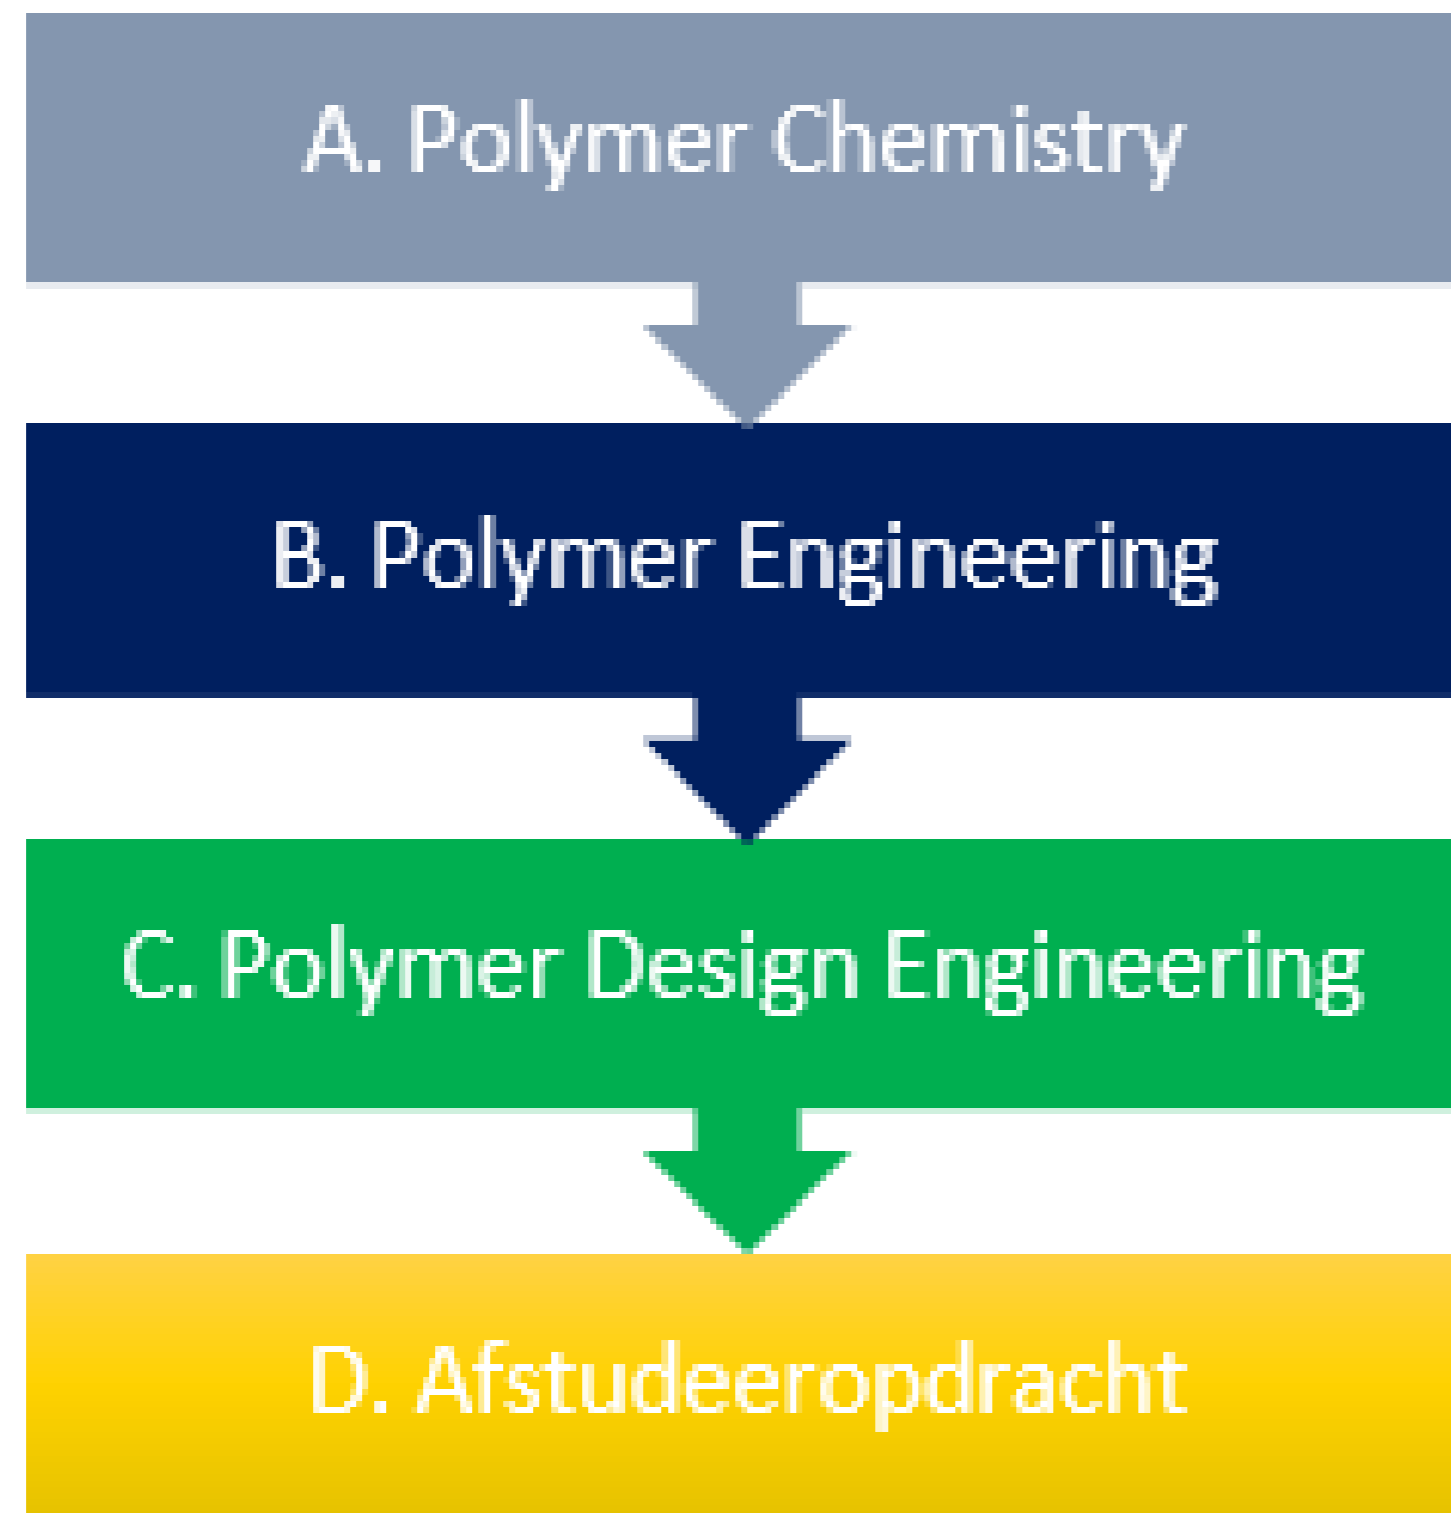 A. Polymer Chemistry
B. Polymer Engineering
C. Polymer Design Engineering
D. Afstudeeropdracht